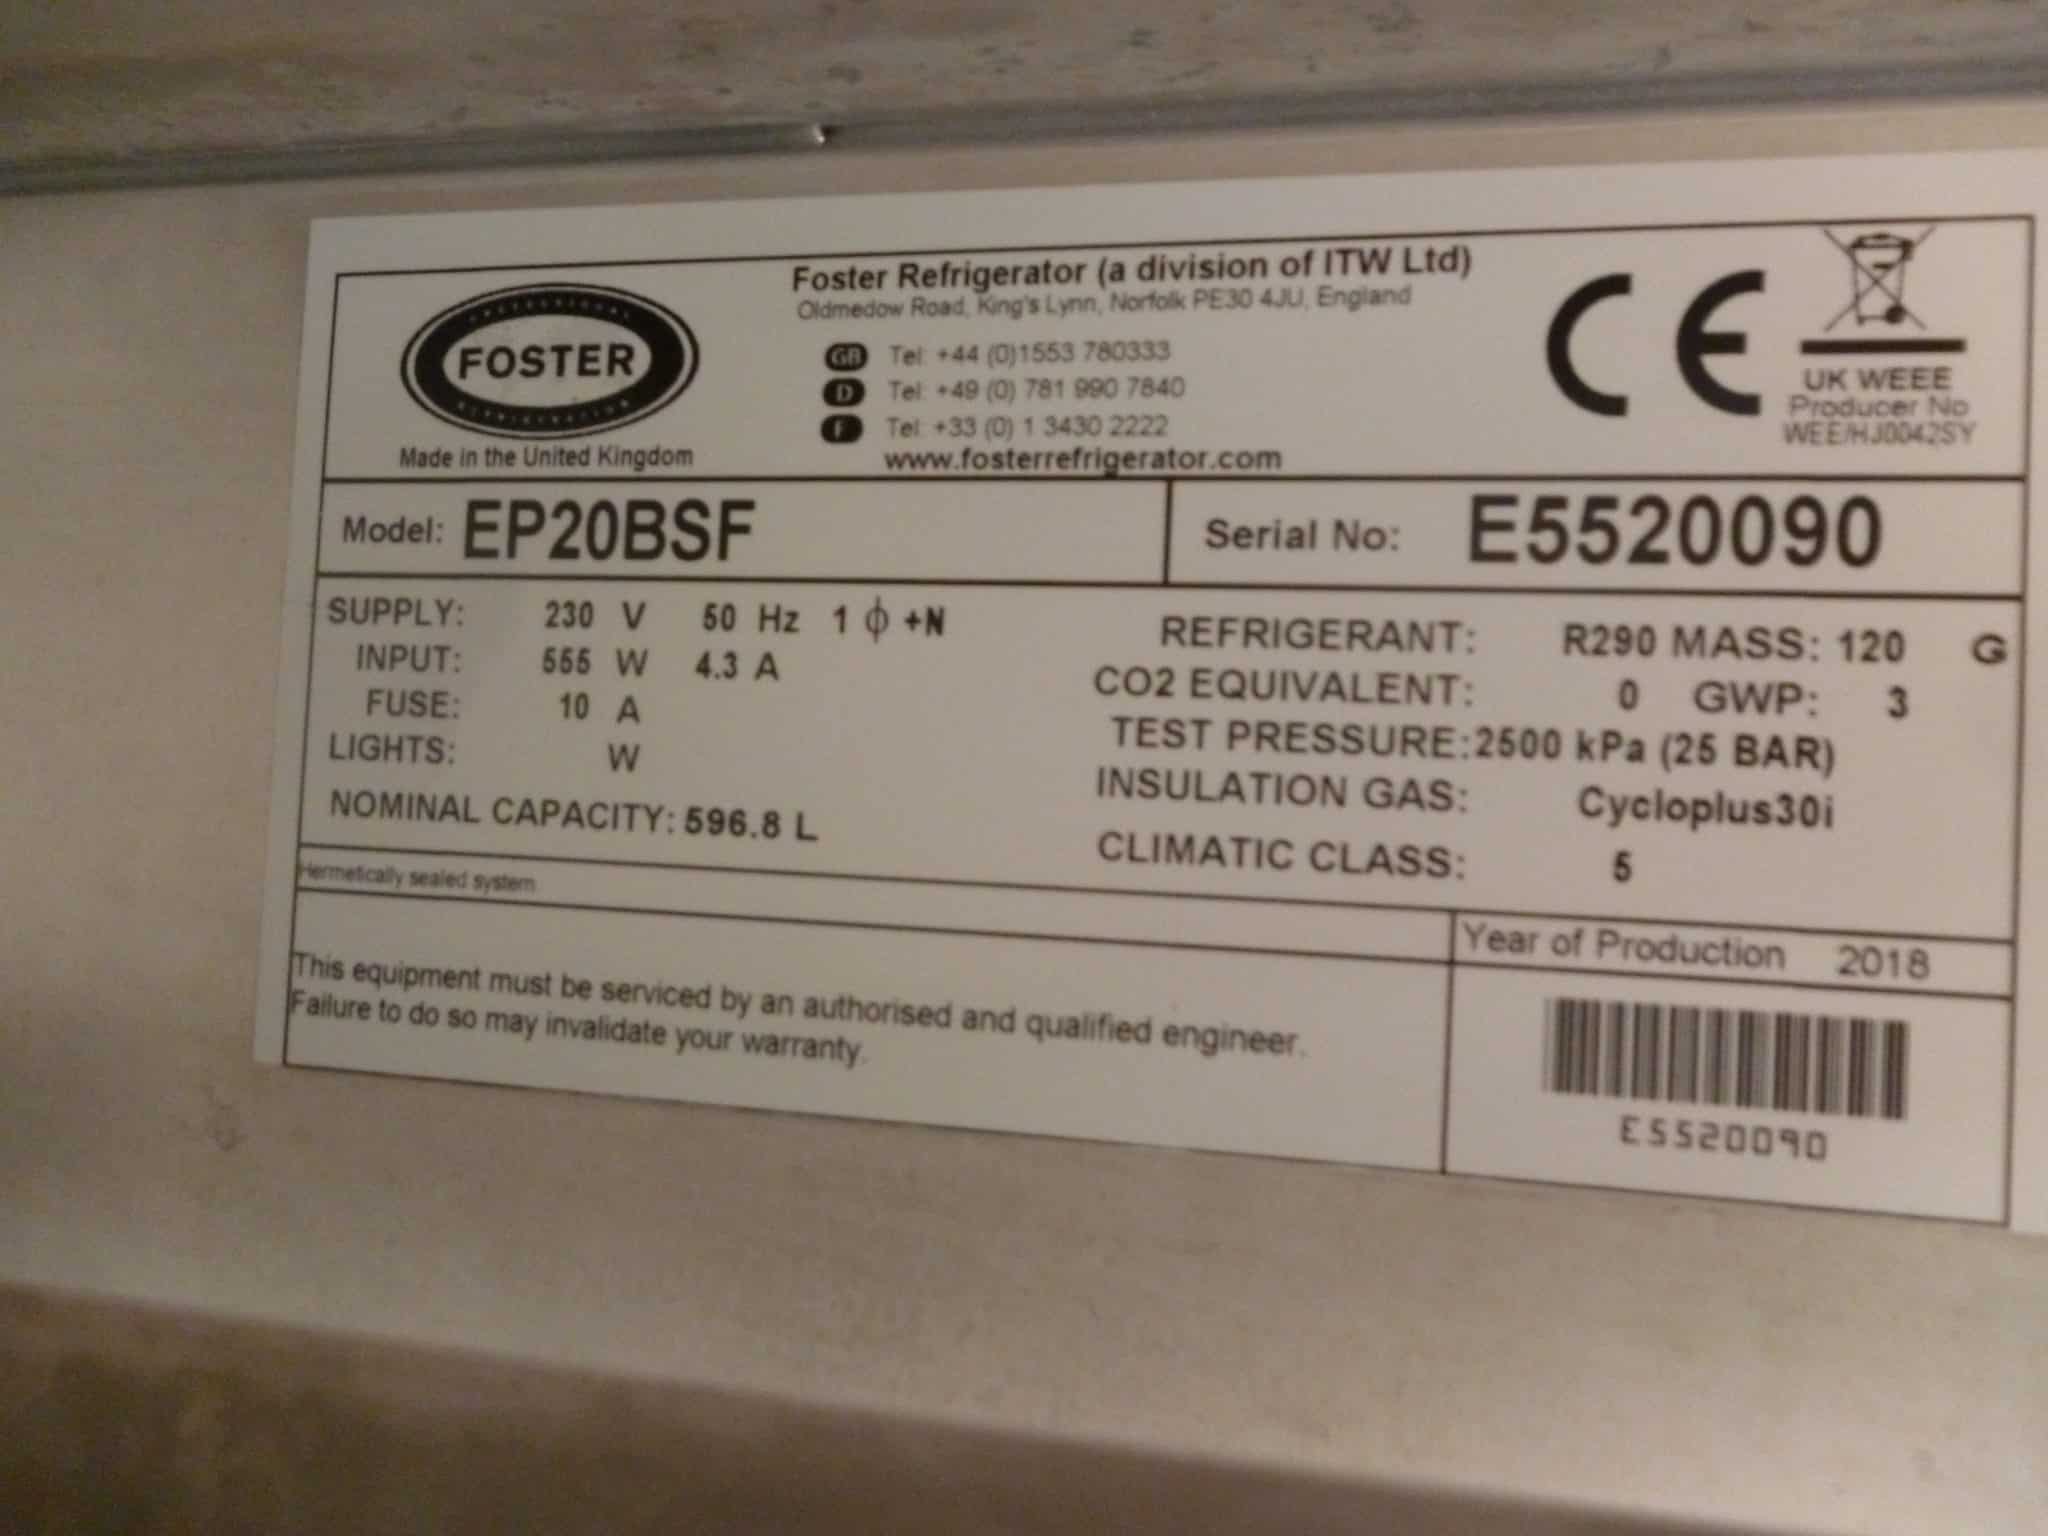 Foster Refrigerator (a division of ITW Ltd)
Oldmedow Road, King's Lynn, Norfolk PE30 4JU, England
FOSTER
Made in the United Kingdom
GB Tel: +44 (0)1553 780333
D Tel: +49 (0) 781 990 7840
F Tel: +33 (0) 1 3430 2222
www.fosterrefrigerator.com
CE
UK WEEE
Producer No
WEE/HJ0042SY
Model: EP20BSF
Serial No: E5520090
SUPPLY: 230 V 50 Hz 1 ϕ +N
INPUT: 555 W 4.3 A
FUSE: 10 A
LIGHTS: W
NOMINAL CAPACITY: 596.8 L
REFRIGERANT: R290 MASS: 120 G
CO2 EQUIVALENT: 0 GWP: 3
TEST PRESSURE: 2500 kPa (25 BAR)
INSULATION GAS: Cycloplus30i
CLIMATIC CLASS: 5
Hermetically sealed system
Year of Production 2018
This equipment must be serviced by an authorised and qualified engineer.
Failure to do so may invalidate your warranty.
E5520090